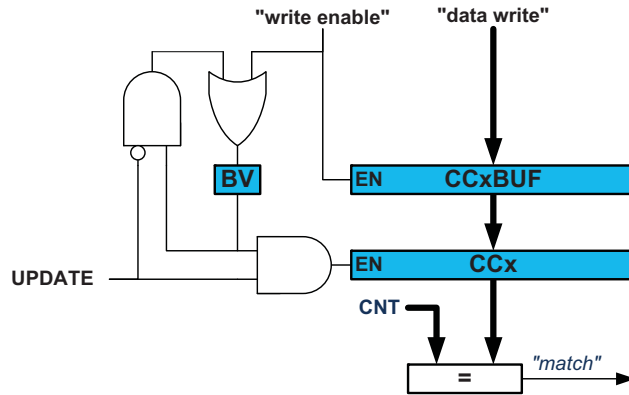 "write enable"
"data write"
BV
EN
CCxBUF
EN
CCx
UPDATE
CNT
=
"match"